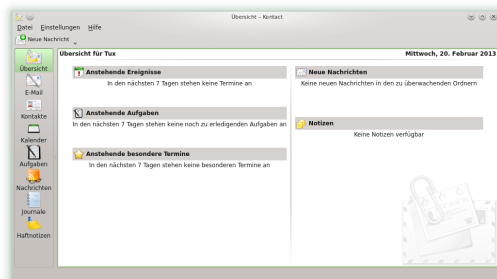 Übersicht – Kontact
Datei Einstellungen Hilfe
Neue Nachricht
Übersicht
E-Mail
Kontakte
Kalender
Aufgaben
Nachrichten
Journale
Haftnotizen
Übersicht für Tux
Mittwoch, 20. Februar 2013
Anstehende Ereignisse
In den nächsten 7 Tagen stehen keine Termine an
Anstehende Aufgaben
In den nächsten 7 Tagen stehen keine noch zu erledigenden Aufgaben an
Anstehende besondere Termine
In den nächsten 7 Tagen stehen keine besonderen Termine an
Neue Nachrichten
Keine neuen Nachrichten in den zu überwachenden Ordnern
Notizen
Keine Notizen verfügbar